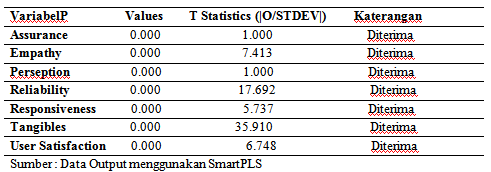 VariabelP Values T Statistics (|O/STDEV|) Katerangan
Assurance 0.000 1.000 Diterima
Empathy 0.000 7.413 Diterima
Perseption 0.000 1.000 Diterima
Reliability 0.000 17.692 Diterima
Responsiveness 0.000 5.737 Diterima
Tangibles 0.000 35.910 Diterima
User Satisfaction 0.000 6.748 Diterima
Sumber : Data Output menggunakan SmartPLS